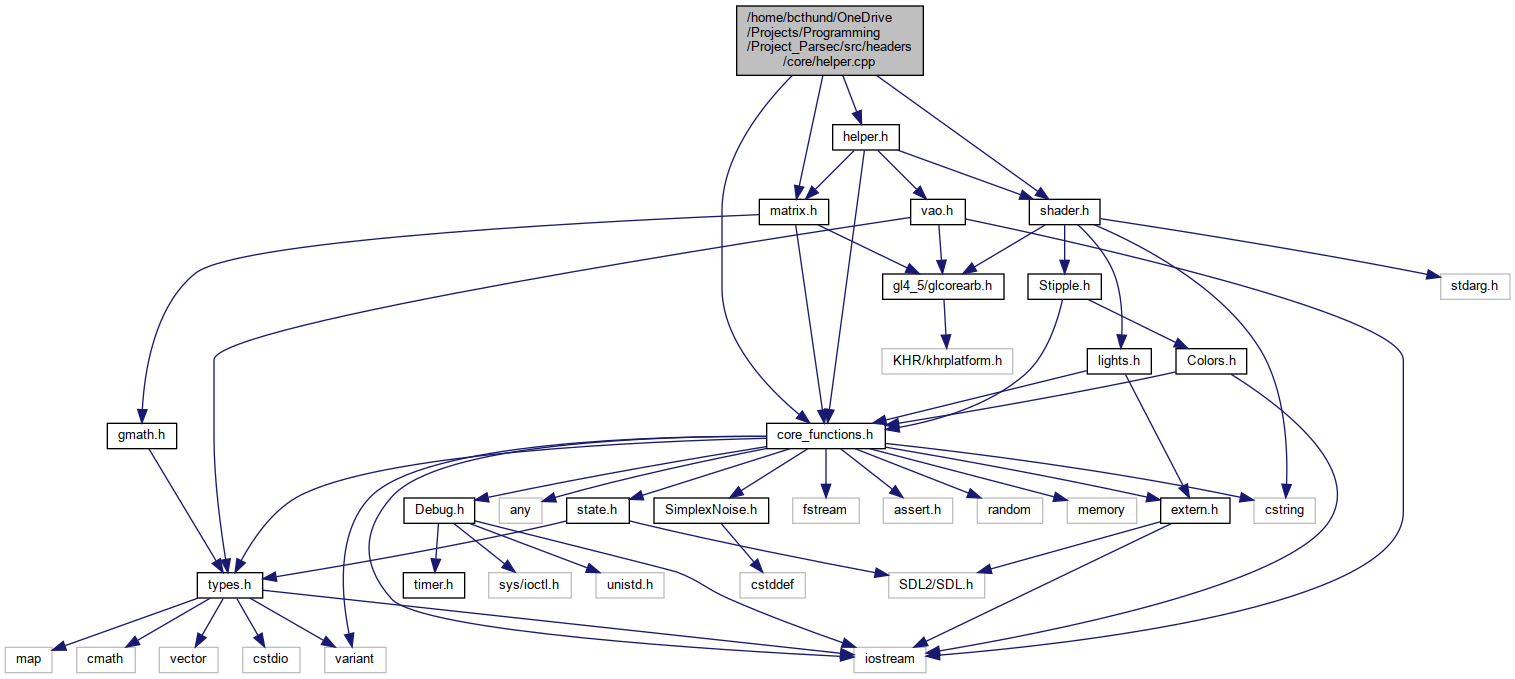 /home/bcthund/OneDrive
/Projects/Programming
/Project_Parsec/src/headers
/core/helper.cpp
helper.h
matrix.h
vao.h
shader.h
gl4_5/glcorearb.h
Stipple.h
stdarg.h
KHR/khrplatform.h
lights.h
Colors.h
gmath.h
core_functions.h
Debug.h
any
state.h
SimplexNoise.h
fstream
assert.h
random
memory
extern.h
cstring
types.h
timer.h
sys/ioctl.h
unistd.h
cstddef
SDL2/SDL.h
map
cmath
vector
cstdio
variant
iostream